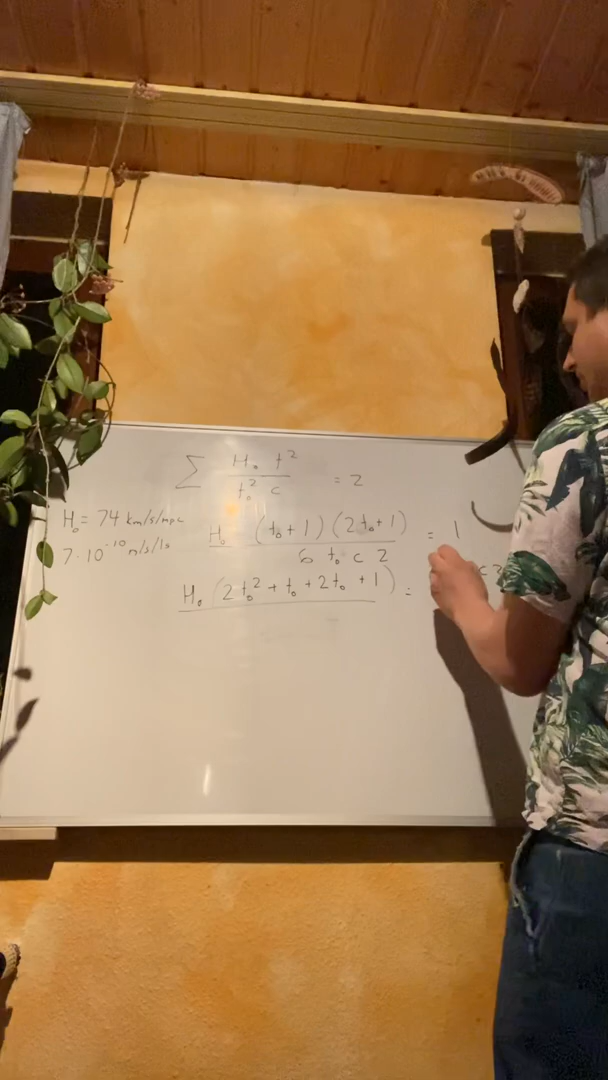 ∑ H₀ t² / t₀² c = 2
H₀ = 74 km/s/mpc
7·10⁻¹⁰ m/s/ls
H₀ (t₀+1)(2t₀+1) / 6 t₀ c 2 = 1
H₀ (2t₀² + t₀ + 2t₀ + 1) =